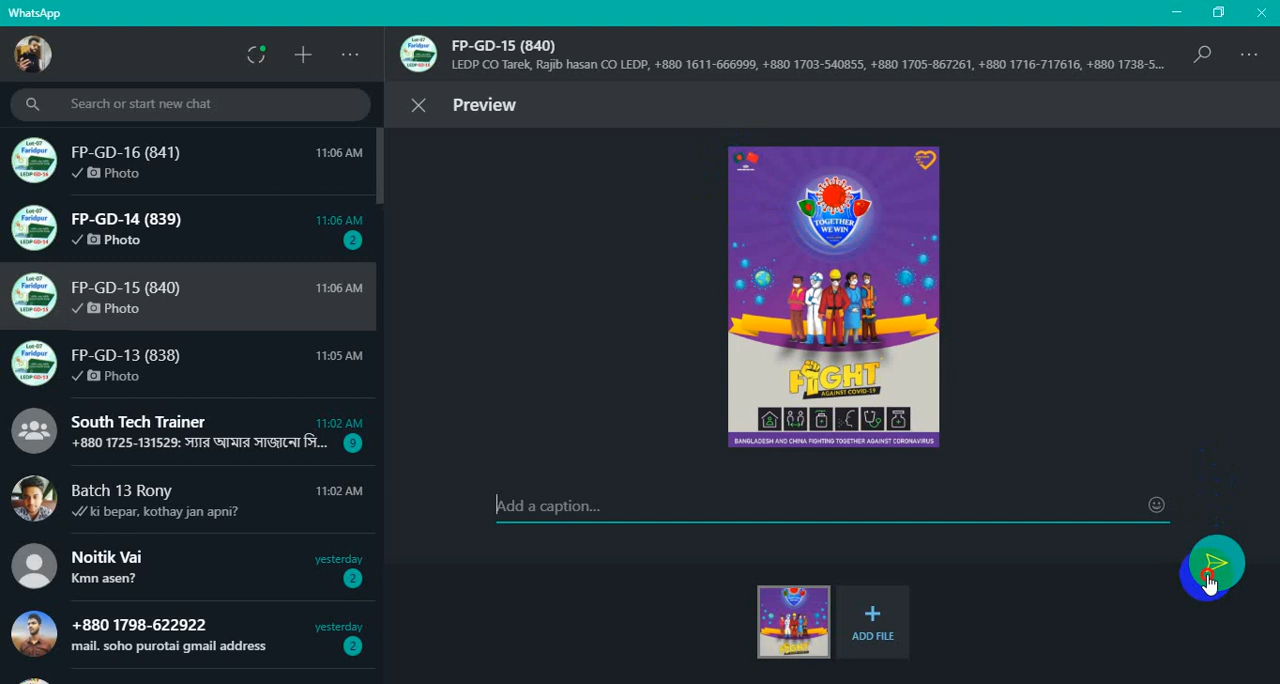 WhatsApp
Search or start new chat
FP-GD-16 (841)
11:06 AM
Photo
FP-GD-14 (839)
11:06 AM
Photo
2
FP-GD-15 (840)
11:06 AM
Photo
FP-GD-13 (838)
11:05 AM
Photo
South Tech Trainer
11:02 AM
+880 1725-131529: স্যার আমার সাজানো সি...
9
Batch 13 Rony
11:02 AM
ki bepar, kothay jan apni?
Noitik Vai
yesterday
Kmn asen?
2
+880 1798-622922
yesterday
mail. soho purotai gmail address
2
FP-GD-15 (840)
LEDP CO Tarek, Rajib hasan CO LEDP, +880 1611-666999, +880 1703-540855, +880 1705-867261, +880 1716-717616, +880 1738-5...
Preview
TOGETHER
WE WIN
FIGHT
AGAINST COVID-19
BANGLADESH AND CHINA FIGHTING TOGETHER AGAINST CORONAVIRUS
Add a caption...
ADD FILE